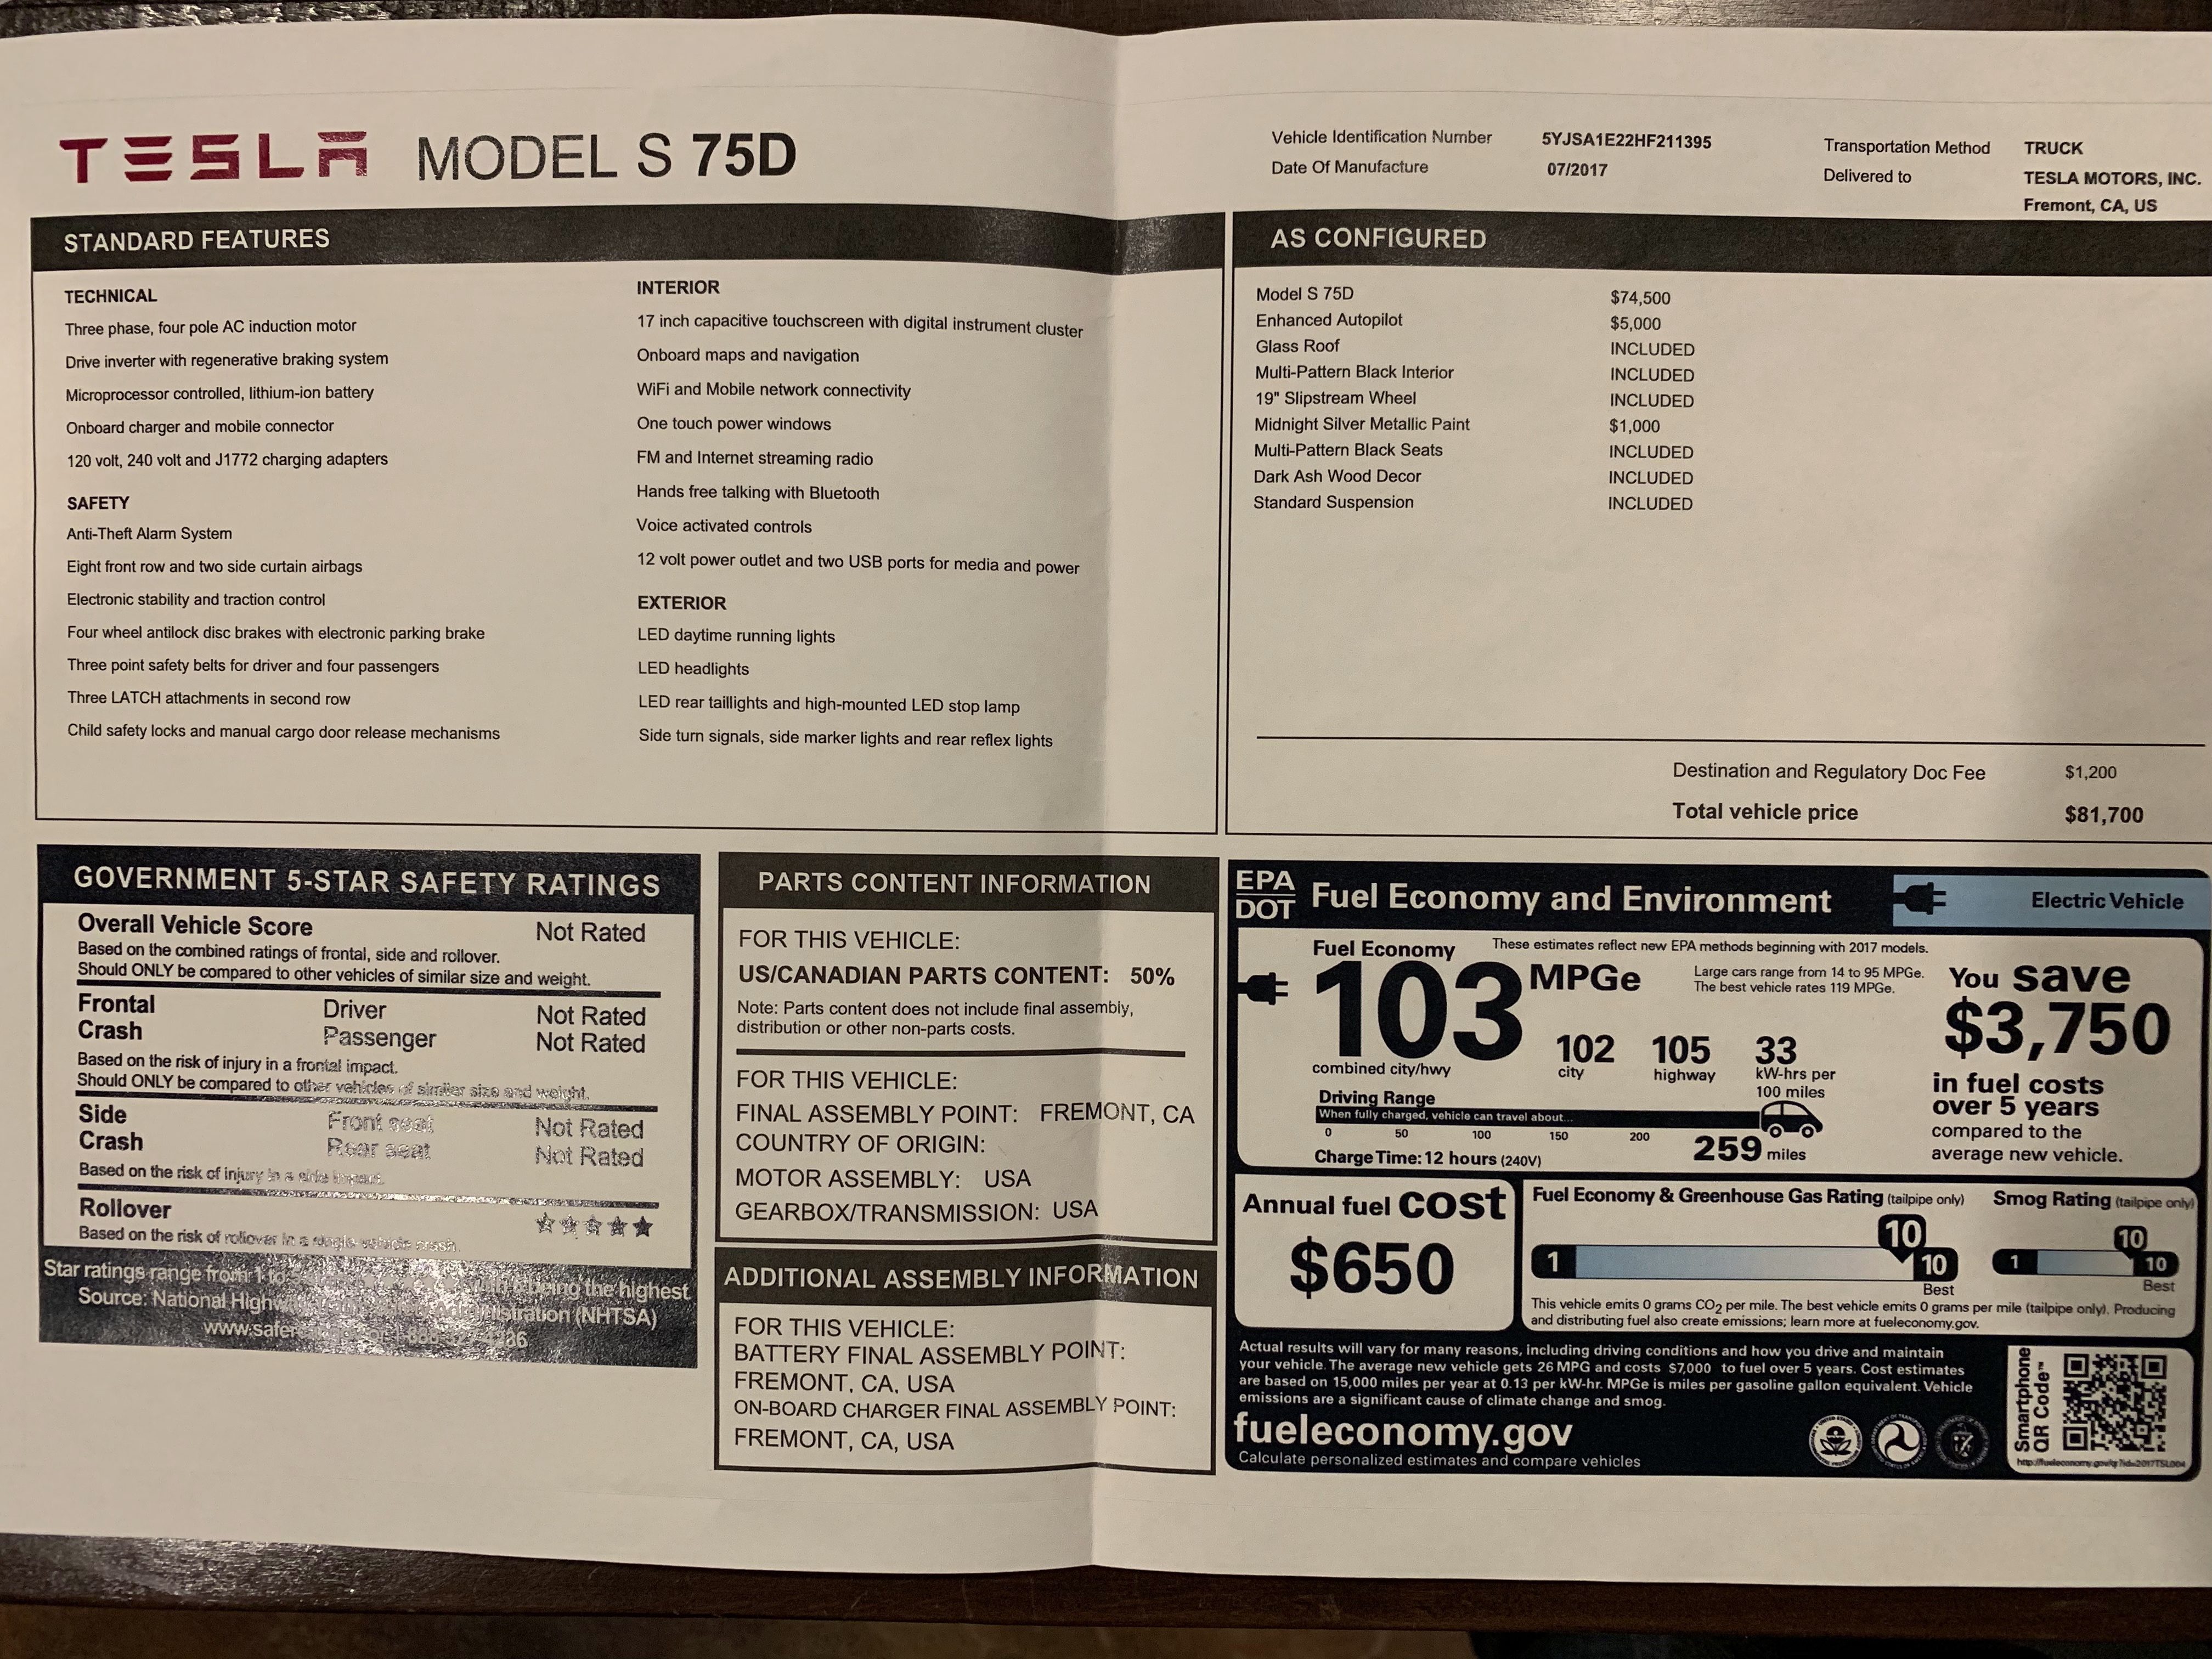 TESLA MODEL S 75D
Vehicle Identification Number 5YJSA1E22HF211395
Date Of Manufacture 07/2017
Transportation Method TRUCK
Delivered to TESLA MOTORS, INC.
Fremont, CA, US
STANDARD FEATURES
TECHNICAL
Three phase, four pole AC induction motor
Drive inverter with regenerative braking system
Microprocessor controlled, lithium-ion battery
Onboard charger and mobile connector
120 volt, 240 volt and J1772 charging adapters
SAFETY
Anti-Theft Alarm System
Eight front row and two side curtain airbags
Electronic stability and traction control
Four wheel antilock disc brakes with electronic parking brake
Three point safety belts for driver and four passengers
Three LATCH attachments in second row
Child safety locks and manual cargo door release mechanisms
INTERIOR
17 inch capacitive touchscreen with digital instrument cluster
Onboard maps and navigation
WiFi and Mobile network connectivity
One touch power windows
FM and Internet streaming radio
Hands free talking with Bluetooth
Voice activated controls
12 volt power outlet and two USB ports for media and power
EXTERIOR
LED daytime running lights
LED headlights
LED rear taillights and high-mounted LED stop lamp
Side turn signals, side marker lights and rear reflex lights
AS CONFIGURED
Model S 75D $74,500
Enhanced Autopilot $5,000
Glass Roof INCLUDED
Multi-Pattern Black Interior INCLUDED
19" Slipstream Wheel INCLUDED
Midnight Silver Metallic Paint $1,000
Multi-Pattern Black Seats INCLUDED
Dark Ash Wood Decor INCLUDED
Standard Suspension INCLUDED
Destination and Regulatory Doc Fee $1,200
Total vehicle price $81,700
GOVERNMENT 5-STAR SAFETY RATINGS
Overall Vehicle Score Not Rated
Based on the combined ratings of frontal, side and rollover.
Should ONLY be compared to other vehicles of similar size and weight.
Frontal Driver Not Rated
Crash Passenger Not Rated
Based on the risk of injury in a frontal impact.
Should ONLY be compared to other vehicles of similar size and weight.
Side Front seat Not Rated
Crash Rear seat Not Rated
Based on the risk of injury in a side impact.
Rollover ★★★★★
Based on the risk of rollover in a single-vehicle crash.
Star ratings range from 1 to being the highest
Source: National
(NHTSA)
PARTS CONTENT INFORMATION
FOR THIS VEHICLE:
US/CANADIAN PARTS CONTENT: 50%
Note: Parts content does not include final assembly,
distribution or other non-parts costs.
FOR THIS VEHICLE:
FINAL ASSEMBLY POINT: FREMONT, CA
COUNTRY OF ORIGIN:
MOTOR ASSEMBLY: USA
GEARBOX/TRANSMISSION: USA
ADDITIONAL ASSEMBLY INFORMATION
FOR THIS VEHICLE:
BATTERY FINAL ASSEMBLY POINT:
FREMONT, CA, USA
ON-BOARD CHARGER FINAL ASSEMBLY POINT:
FREMONT, CA, USA
EPA
DOT
Fuel Economy and Environment
Electric Vehicle
Fuel Economy
These estimates reflect new EPA methods beginning with 2017 models.
103 MPGe
combined city/hwy
Large cars range from 14 to 95 MPGe.
The best vehicle rates 119 MPGe.
102
city
105
highway
33
kW-hrs per
100 miles
Driving Range
When fully charged, vehicle can travel about...
0 50 100 150 200 259 miles
Charge Time: 12 hours (240V)
You save
$3,750
in fuel costs
over 5 years
compared to the
average new vehicle.
Annual fuel cost
$650
Fuel Economy & Greenhouse Gas Rating (tailpipe only)
10
1 10
Best
Smog Rating (tailpipe only)
10
1 10
Best
This vehicle emits 0 grams CO2 per mile. The best vehicle emits 0 grams per mile (tailpipe only). Producing
and distributing fuel also create emissions; learn more at fueleconomy.gov.
Actual results will vary for many reasons, including driving conditions and how you drive and maintain
your vehicle. The average new vehicle gets 26 MPG and costs $7,000 to fuel over 5 years. Cost estimates
are based on 15,000 miles per year at 0.13 per kW-hr. MPGe is miles per gasoline gallon equivalent. Vehicle
emissions are a significant cause of climate change and smog.
fueleconomy.gov
Calculate personalized estimates and compare vehicles
Smartphone
QR Code™
http://fueleconomy.gov/qr?id=2017TSL004